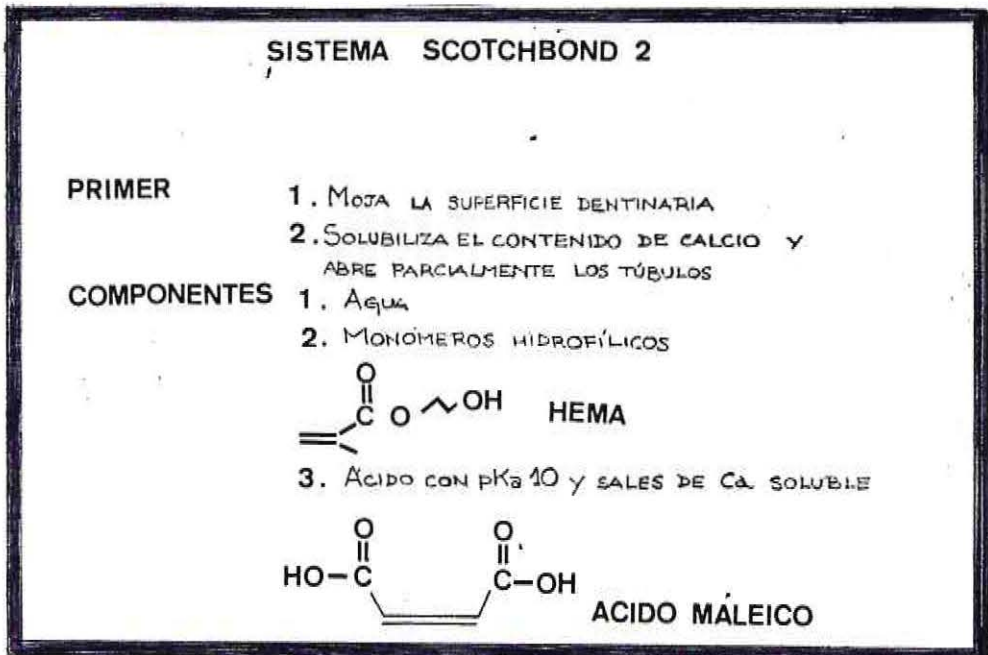 SISTEMA SCOTCHBOND 2
PRIMER
1. MOJA LA SUPERFICIE DENTINARIA
2. SOLUBILIZA EL CONTENIDO DE CALCIO Y
ABRE PARCIALMENTE LOS TÚBULOS
COMPONENTES
1. AGUA
2. MONÓMEROS HIDROFÍLICOS
O
C O OH HEMA
3. ACIDO CON pKa 10 Y SALES DE Ca SOLUBLE
O O
HO-C C-OH
ACIDO MÁLEICO